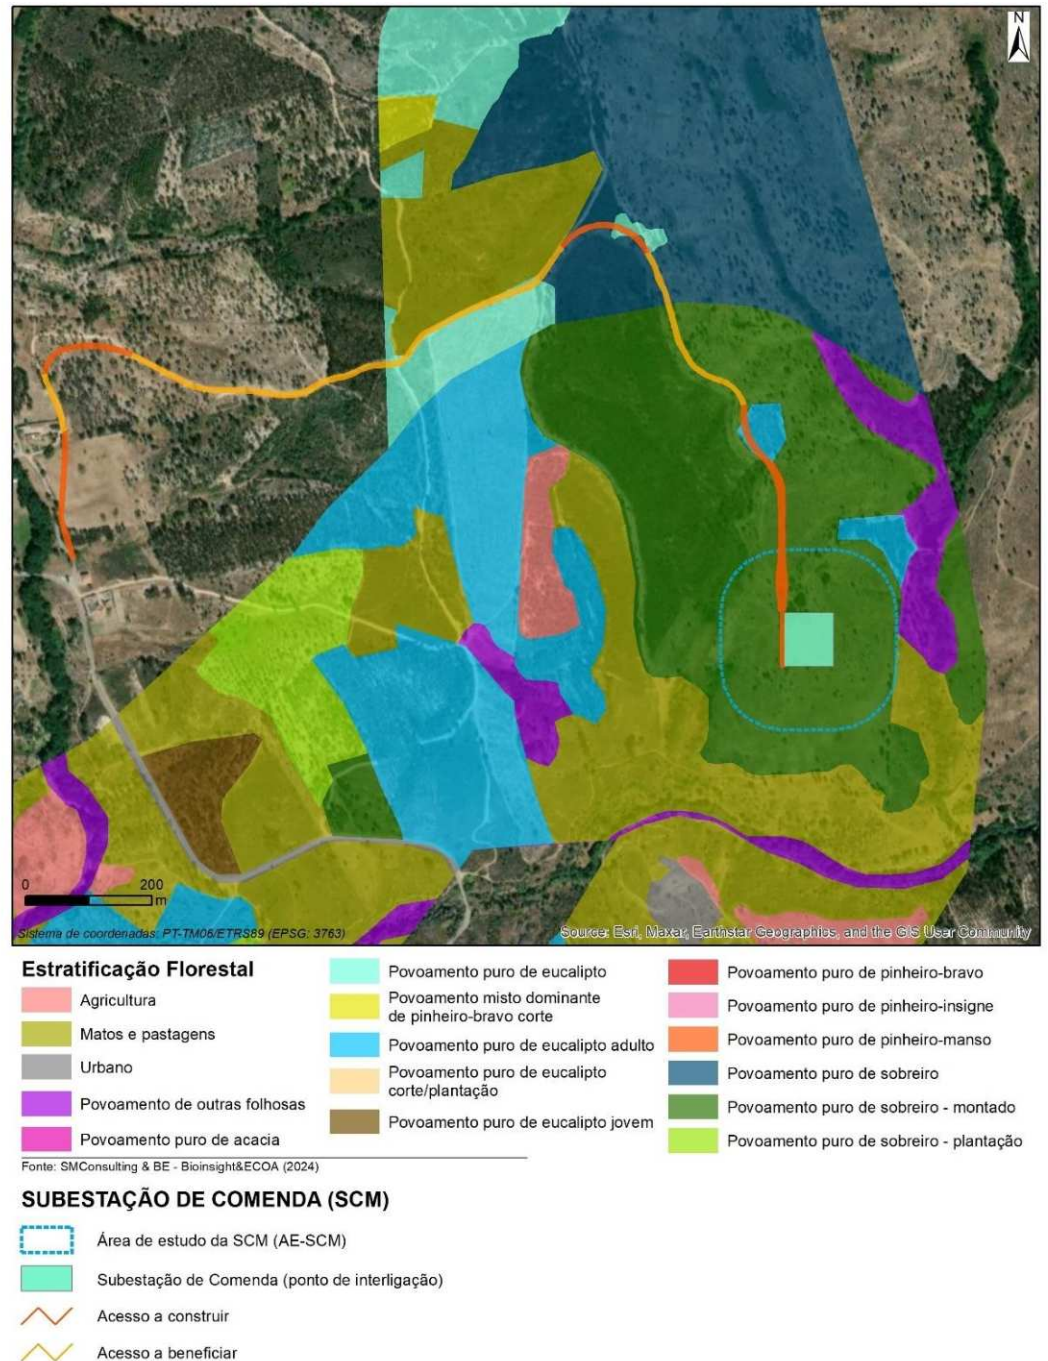 N
0 200
m
Sistema de coordenadas: PT-TM06/ETRS89 (EPSG: 3763)
Source: Esri, Maxar, Earthstar Geographics, and the GIS User Community
Estratificação Florestal
Agricultura
Matos e pastagens
Urbano
Povoamento de outras folhosas
Povoamento puro de acacia
Povoamento puro de eucalipto
Povoamento misto dominante
de pinheiro-bravo corte
Povoamento puro de eucalipto adulto
Povoamento puro de eucalipto
corte/plantação
Povoamento puro de eucalipto jovem
Povoamento puro de pinheiro-bravo
Povoamento puro de pinheiro-insigne
Povoamento puro de pinheiro-manso
Povoamento puro de sobreiro
Povoamento puro de sobreiro - montado
Povoamento puro de sobreiro - plantação
Fonte: SMConsulting & BE - Bioinsight&ECOA (2024)
SUBESTAÇÃO DE COMENDA (SCM)
Área de estudo da SCM (AE-SCM)
Subestação de Comenda (ponto de interligação)
Acesso a construir
Acesso a beneficiar